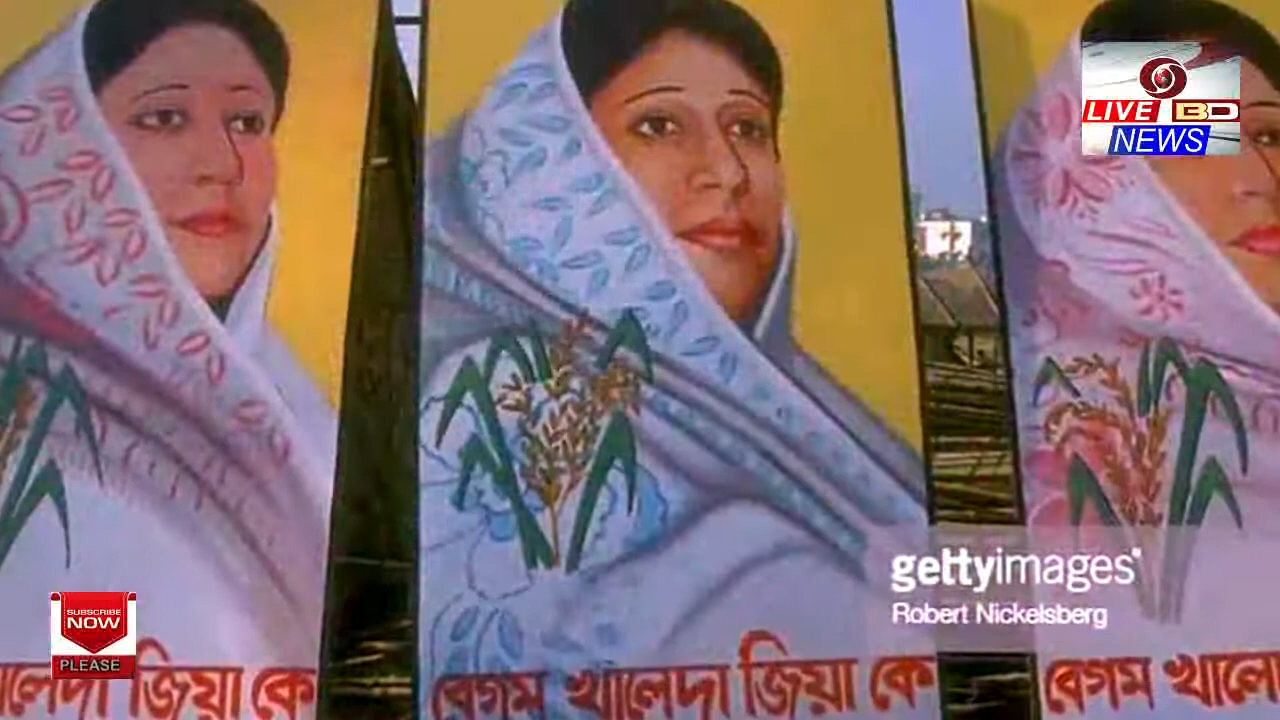 LIVE BD
NEWS
gettyimages®
Robert Nickelsberg
SUBSCRIBE
NOW
PLEASE
জিয়া কে
বেগম খালেদা জিয়া কে
বেগম